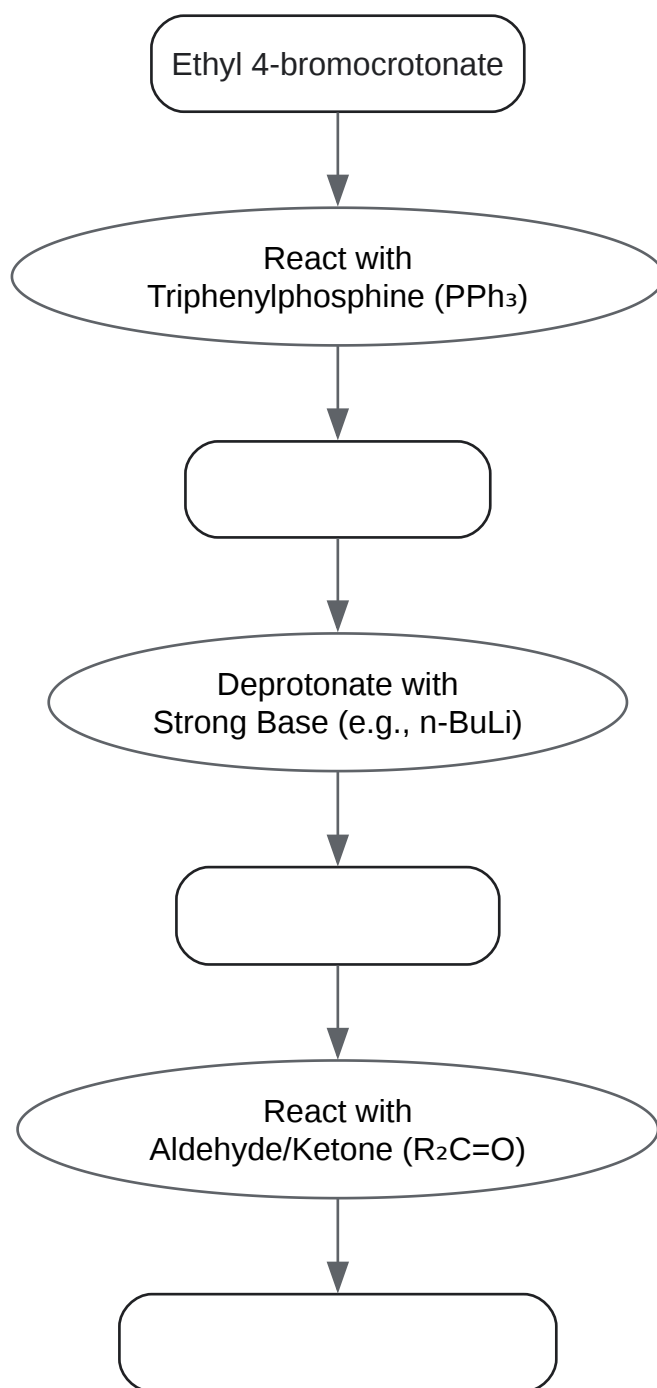 Ethyl 4-bromocrotonate
React with
Triphenylphosphine (PPh₃)
Deprotonate with
Strong Base (e.g., n-BuLi)
React with
Aldehyde/Ketone (R₂C=O)